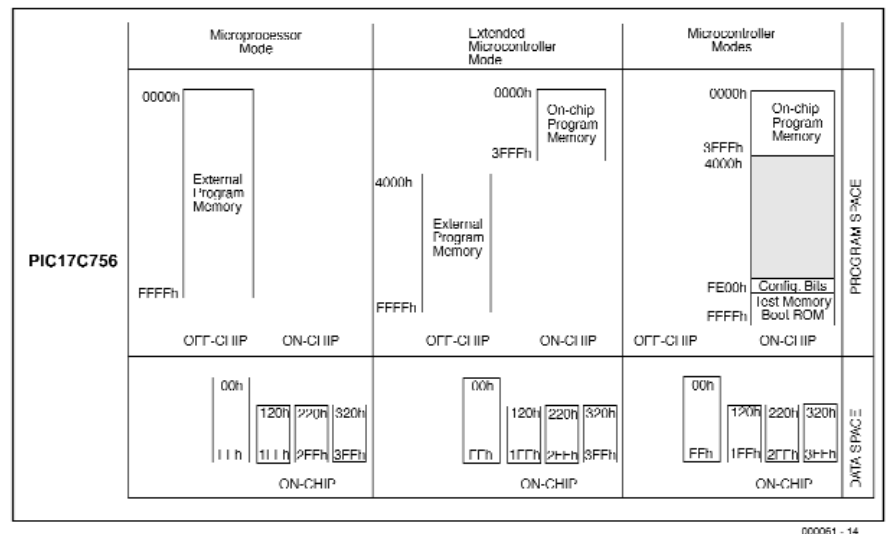 Microprocessor
Mode
Extended
Microcontroller
Mode
Microcontroller
Modes
PIC17C756
0000h
External
Program
Memory
FFFFh
OFF-CHIP ON-CHIP
0000h
On-chip
Program
Memory
3FFFh
4000h
External
Program
Memory
FFFFh
OFF-CHIP ON-CHIP
0000h
On-chip
Program
Memory
3FFFh
4000h
FE00h Config. Bits
Test Memory
FFFFh Boot ROM
OFF-CHIP ON-CHIP
PROGRAM SPACE
00h
120h 220h 320h
FFh 1FFh 2FFh 3FFh
ON-CHIP
00h
120h 220h 320h
FFh 1FFh 2FFh 3FFh
ON-CHIP
00h
120h 220h 320h
FFh 1FFh 2FFh 3FFh
ON-CHIP
DATA SPACE
000061 - 14